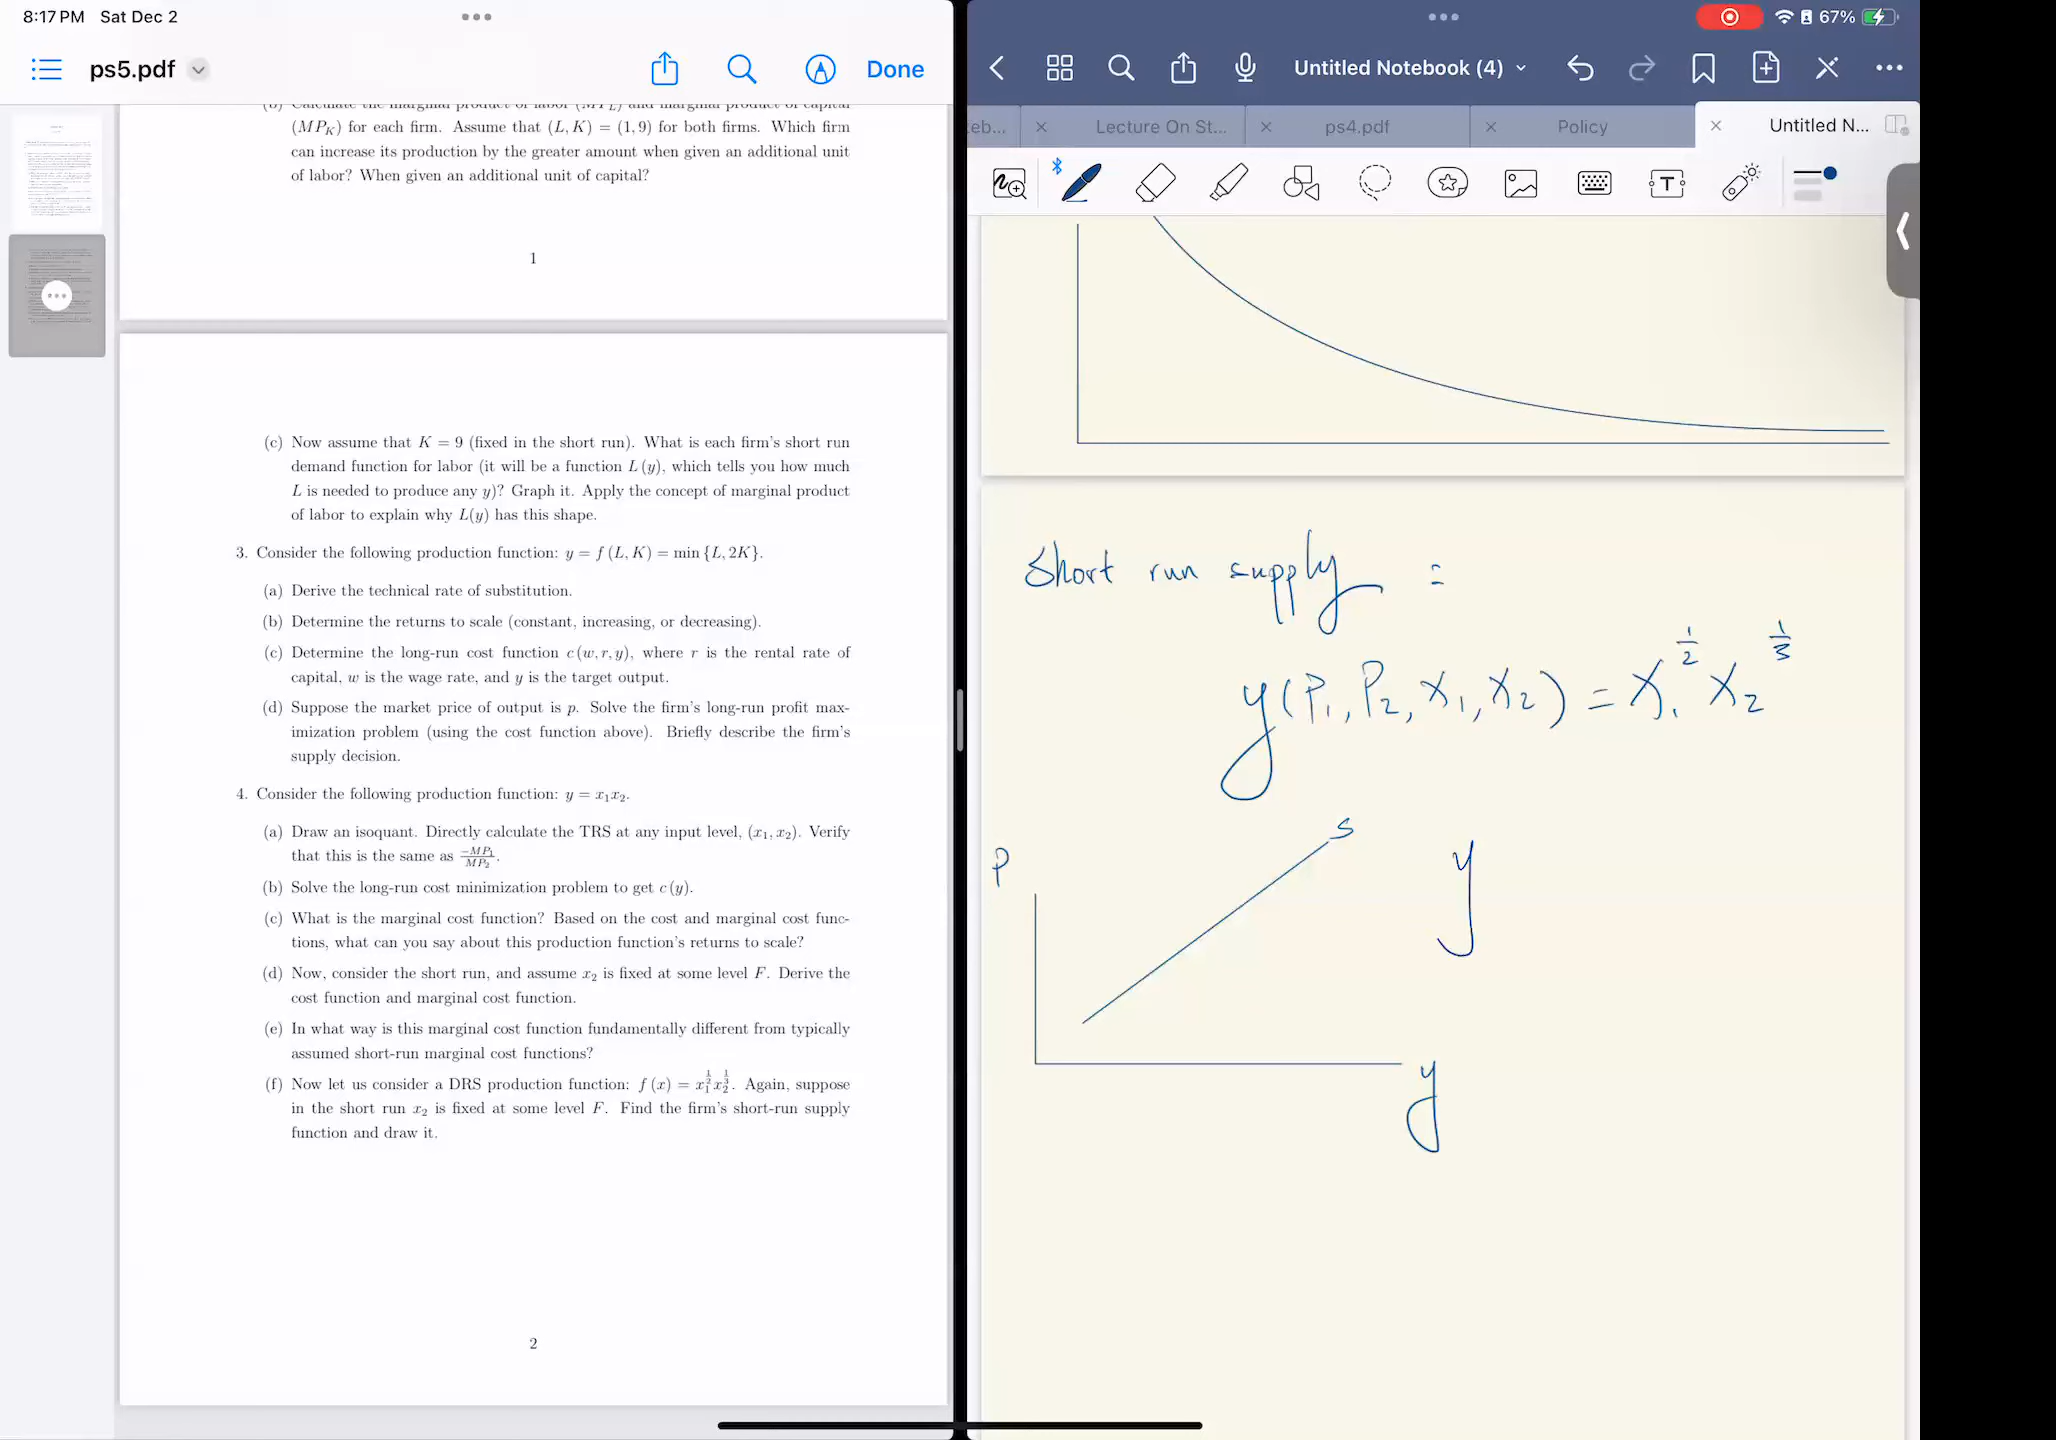 8:17 PM Sat Dec 2
67%
ps5.pdf
Done
Untitled Notebook (4)
eb...
Lecture On St...
ps4.pdf
Policy
Untitled N...
(b) Calculate the marginal product of labor (MP_L) and marginal product of capital
(MP_K) for each firm. Assume that (L, K) = (1, 9) for both firms. Which firm
can increase its production by the greater amount when given an additional unit
of labor? When given an additional unit of capital?
1
(c) Now assume that K = 9 (fixed in the short run). What is each firm's short run
demand function for labor (it will be a function L (y), which tells you how much
L is needed to produce any y)? Graph it. Apply the concept of marginal product
of labor to explain why L(y) has this shape.
3. Consider the following production function: y = f (L, K) = min {L, 2K}.
(a) Derive the technical rate of substitution.
(b) Determine the returns to scale (constant, increasing, or decreasing).
(c) Determine the long-run cost function c (w, r, y), where r is the rental rate of
capital, w is the wage rate, and y is the target output.
(d) Suppose the market price of output is p. Solve the firm's long-run profit max-
imization problem (using the cost function above). Briefly describe the firm's
supply decision.
4. Consider the following production function: y = x₁x₂.
(a) Draw an isoquant. Directly calculate the TRS at any input level, (x₁, x₂). Verify
that this is the same as −MP₁/MP₂.
(b) Solve the long-run cost minimization problem to get c (y).
(c) What is the marginal cost function? Based on the cost and marginal cost func-
tions, what can you say about this production function's returns to scale?
(d) Now, consider the short run, and assume x₂ is fixed at some level F. Derive the
cost function and marginal cost function.
(e) In what way is this marginal cost function fundamentally different from typically
assumed short-run marginal cost functions?
(f) Now let us consider a DRS production function: f (x) = x₁^(1/2) x₂^(1/3). Again, suppose
in the short run x₂ is fixed at some level F. Find the firm's short-run supply
function and draw it.
2
Short run supply =
y(P₁, P₂, X₁, X₂) = X₁^(1/2) X₂^(1/3)
S
P
y
y